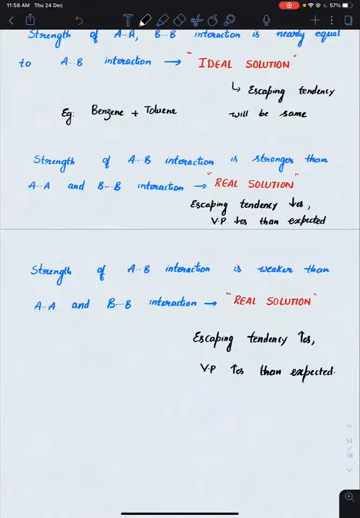 11:58 AM Thu 24 Dec
Strength of A--A, B---B interaction is nearly equal
to A...B interaction → "IDEAL SOLUTION"
↳ Escaping tendency
will be same
Eg: Benzene + Toluene
Strength of A---B interaction is stronger than
A---A and B---B interaction → "REAL SOLUTION"
Escaping tendency ↓es,
V.P ↓es than expected
Strength of A---B interaction is weaker than
A--A and B---B interaction → "REAL SOLUTION"
Escaping tendency ↑es,
V.P ↑es than expected.